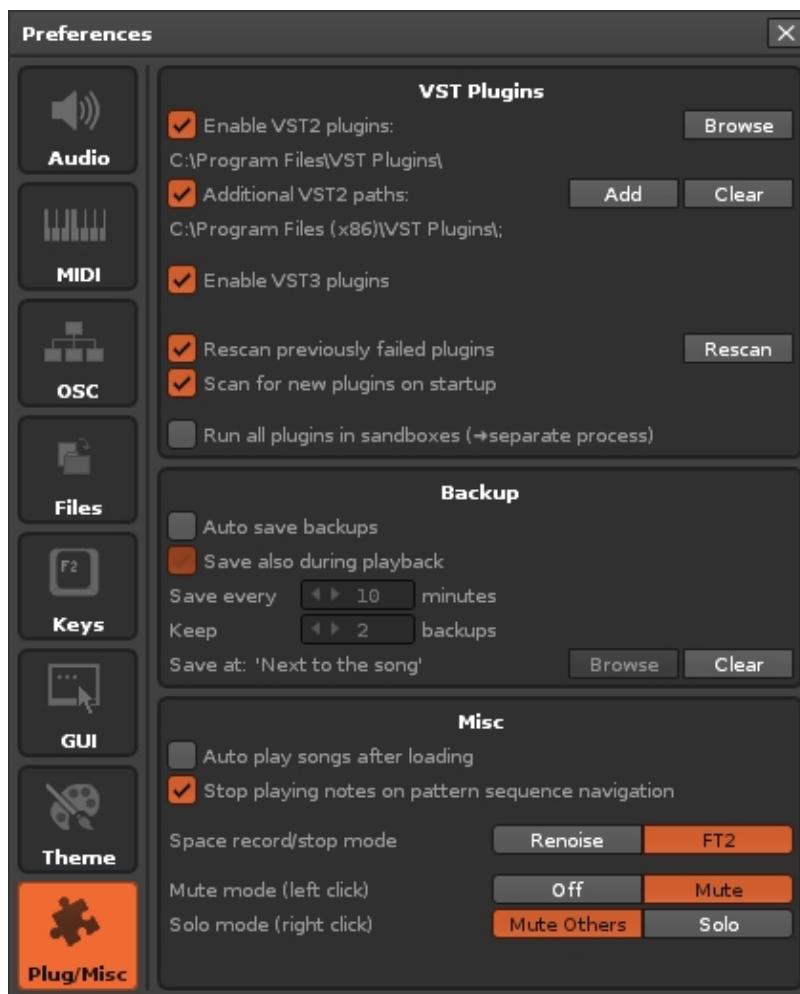 Preferences
Audio
MIDI
OSC
Files
F2
Keys
GUI
Theme
Plug/Misc
VST Plugins
Enable VST2 plugins: Browse
C:\Program Files\VST Plugins\
Additional VST2 paths: Add Clear
C:\Program Files (x86)\VST Plugins\;
Enable VST3 plugins
Rescan previously failed plugins Rescan
Scan for new plugins on startup
Run all plugins in sandboxes (➔separate process)
Backup
Auto save backups
Save also during playback
Save every 10 minutes
Keep 2 backups
Save at: 'Next to the song' Browse Clear
Misc
Auto play songs after loading
Stop playing notes on pattern sequence navigation
Space record/stop mode Renoise FT2
Mute mode (left click) Off Mute
Solo mode (right click) Mute Others Solo